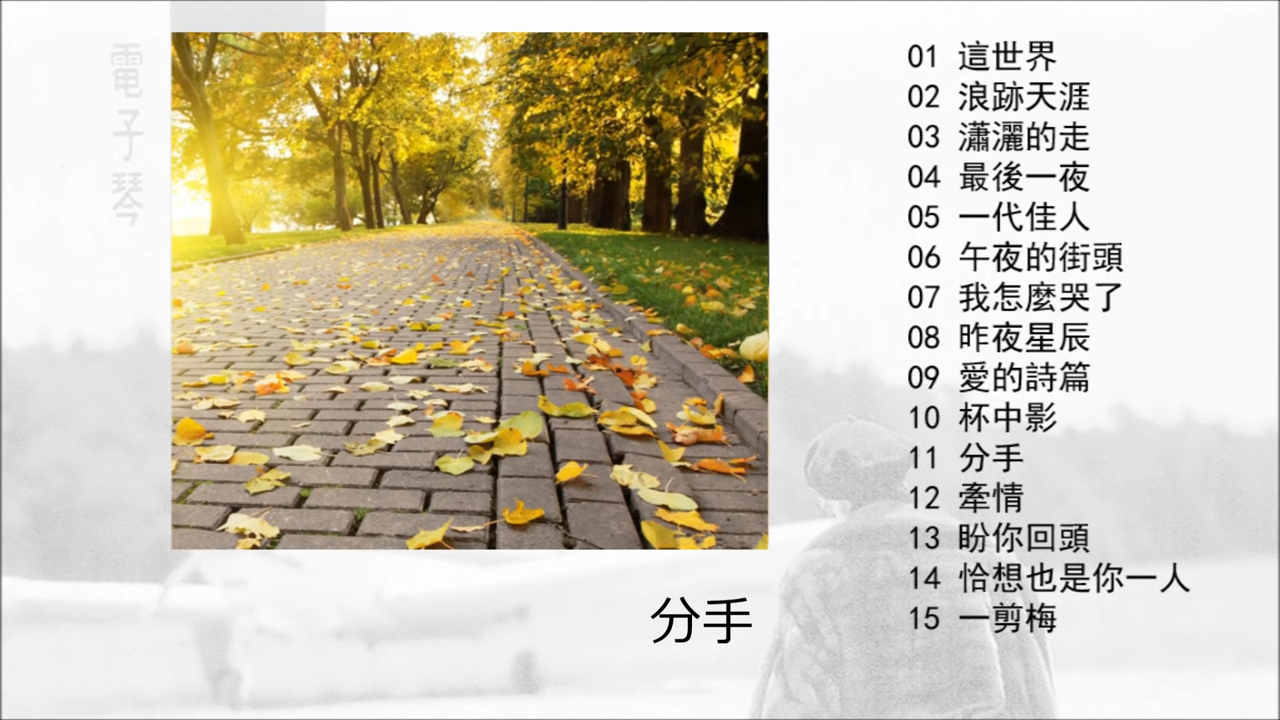 電子琴
01 這世界
02 浪跡天涯
03 瀟灑的走
04 最後一夜
05 一代佳人
06 午夜的街頭
07 我怎麼哭了
08 昨夜星辰
09 愛的詩篇
10 杯中影
11 分手
12 牽情
13 盼你回頭
14 恰想也是你一人
15 一剪梅
分手